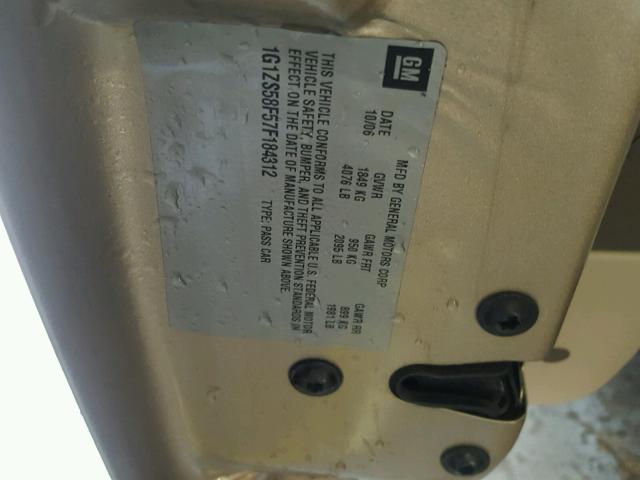 GM
MFD BY GENERAL MOTORS CORP
DATE GVWR GAWR FRT GAWR RR
10/06 1849 KG 950 KG 899 KG
4076 LB 2095 LB 1981 LB
THIS VEHICLE CONFORMS TO ALL APPLICABLE U.S. FEDERAL MOTOR
VEHICLE SAFETY, BUMPER, AND THEFT PREVENTION STANDARDS IN
EFFECT ON THE DATE OF MANUFACTURE SHOWN ABOVE.
1G1ZS58F57F184312 TYPE: PASS CAR